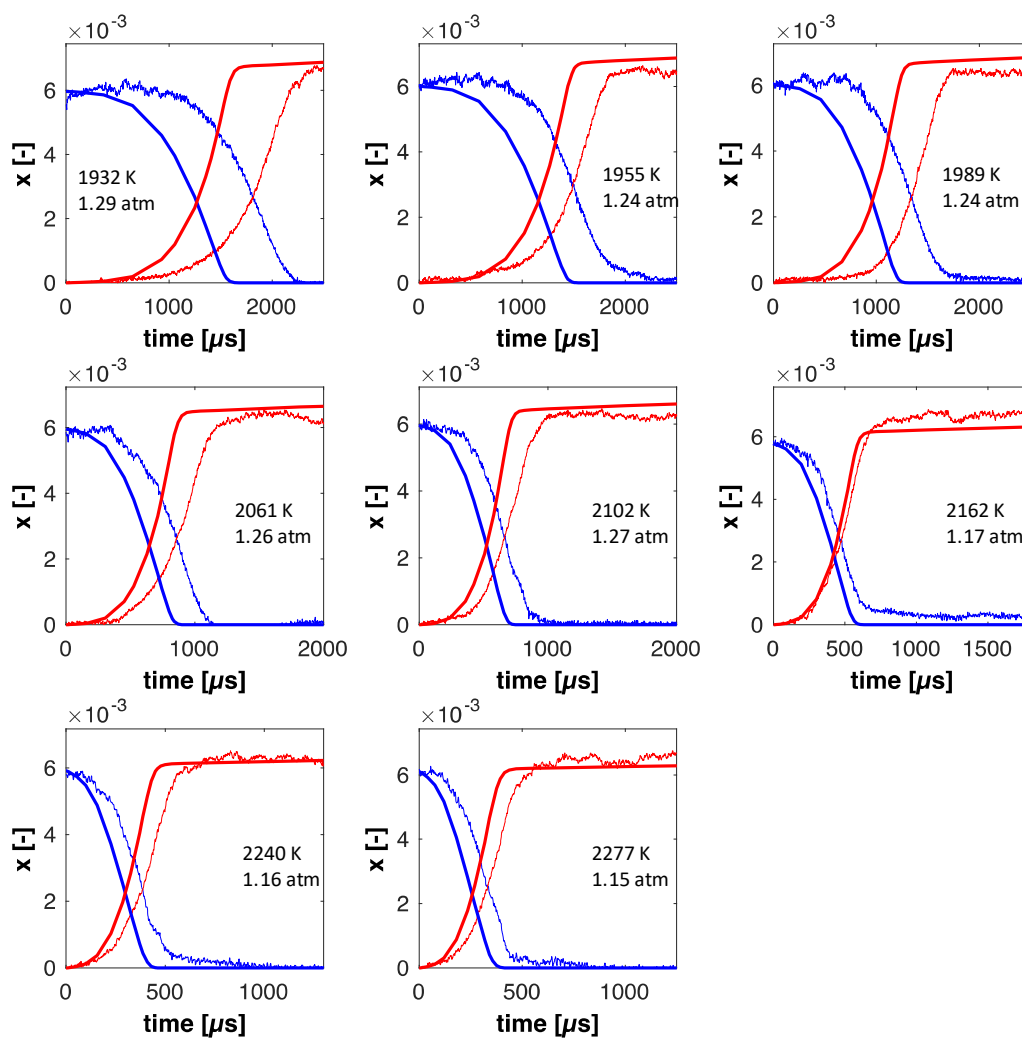 ×10⁻³ ×10⁻³ ×10⁻³
6 6 6
4 4 4
x [-] x [-] x [-]
1932 K 1955 K 1989 K
1.29 atm 1.24 atm 1.24 atm
2 2 2
0 0 0
0 1000 2000 0 1000 2000 0 1000 2000
time [µs] time [µs] time [µs]
×10⁻³ ×10⁻³ ×10⁻³
6 6 6
4 4 4
x [-] x [-] x [-]
2061 K 2102 K 2162 K
1.26 atm 1.27 atm 1.17 atm
2 2 2
0 0 0
0 1000 2000 0 1000 2000 0 500 1000 1500
time [µs] time [µs] time [µs]
×10⁻³ ×10⁻³
6 6
4 4
x [-] x [-]
2240 K 2277 K
1.16 atm 1.15 atm
2 2
0 0
0 500 1000 0 500 1000
time [µs] time [µs]